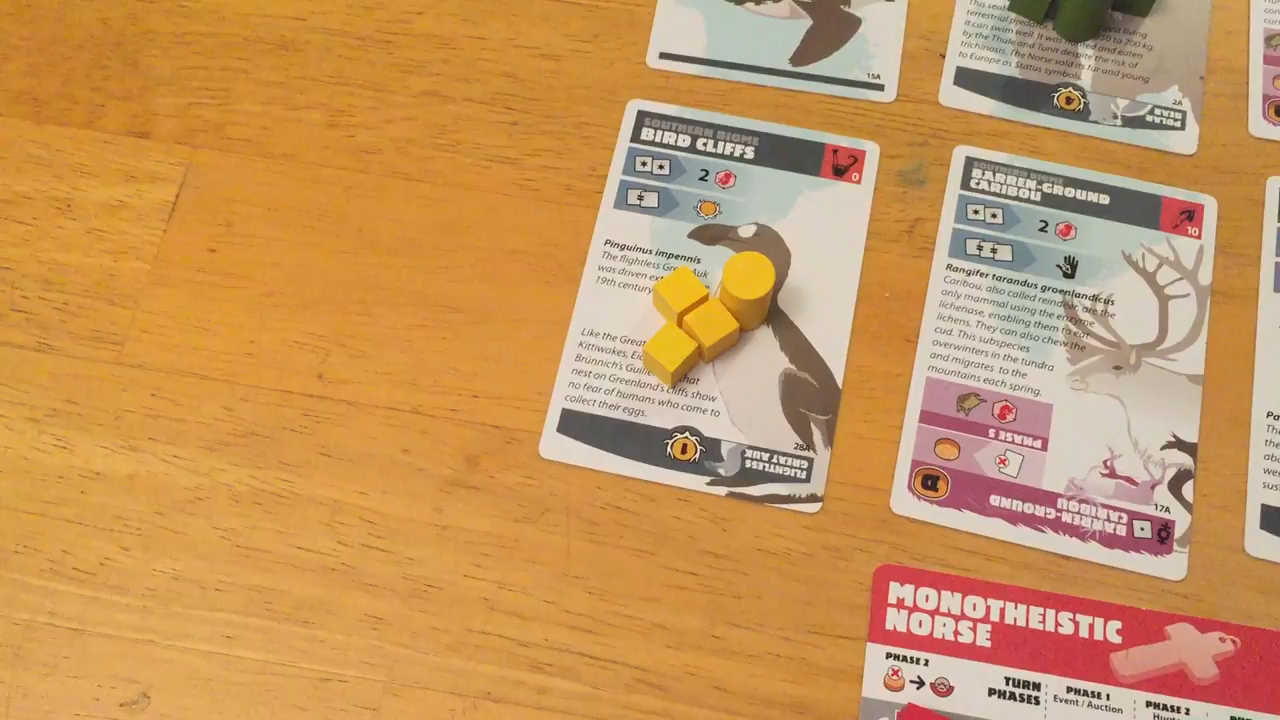 15A
This seal
terrestrial predator
It can swim well. It was hunted and eaten
by the Thule and Tunit despite the risk of
trichinosis. The Norse sold its fur and young
to Europe as Status symbols.
2A
POLAR
BEAR
SOUTHERN BIOME
BIRD CLIFFS
0
2
Pinguinus impennis
The flightless Great Auk
was driven
19th century
Like the Great
Kittiwakes,
Brünnich's that
nest on Greenland's cliffs show
no fear of humans who come to
collect their eggs.
28A
1
FLIGHTLESS
GREAT AUK
SOUTHERN BIOME
BARREN-GROUND
CARIBOU
10
2
Rangifer tarandus groenlandicus
Caribou, also called reindeer, are the
only mammal using the enzyme
lichenase, enabling them to eat
lichens. They can also chew the
cud. This subspecies
overwinters in the tundra
and migrates to the
mountains each spring.
PHASE 5
17A
BARREN-GROUND
CARIBOU
MONOTHEISTIC
NORSE
PHASE 2
TURN
PHASES
PHASE 1
Event / Auction
PHASE 2